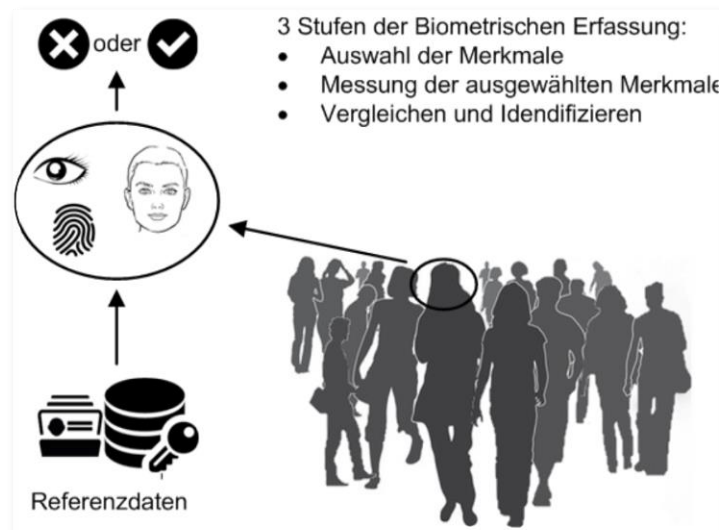 oder
3 Stufen der Biometrischen Erfassung:
• Auswahl der Merkmale
• Messung der ausgewählten Merkmale
• Vergleichen und Idendifizieren
Referenzdaten